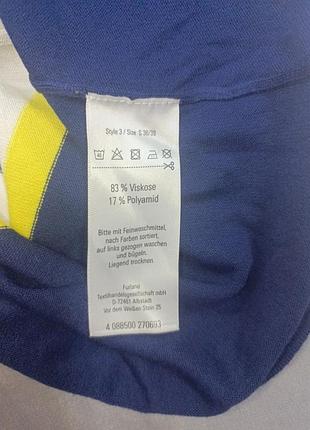 Style 3 / Size: S 36/38
83 % Viskose
17 % Polyamid
Bitte mit Feinwaschmittel,
nach Farben sortiert,
auf links gezogen waschen
und bügeln.
Liegend trocknen.
Textilhandelsgesellschaft mbH
D-72461 Albstadt
Vor dem Weißen Stein 25
4 088500 270693